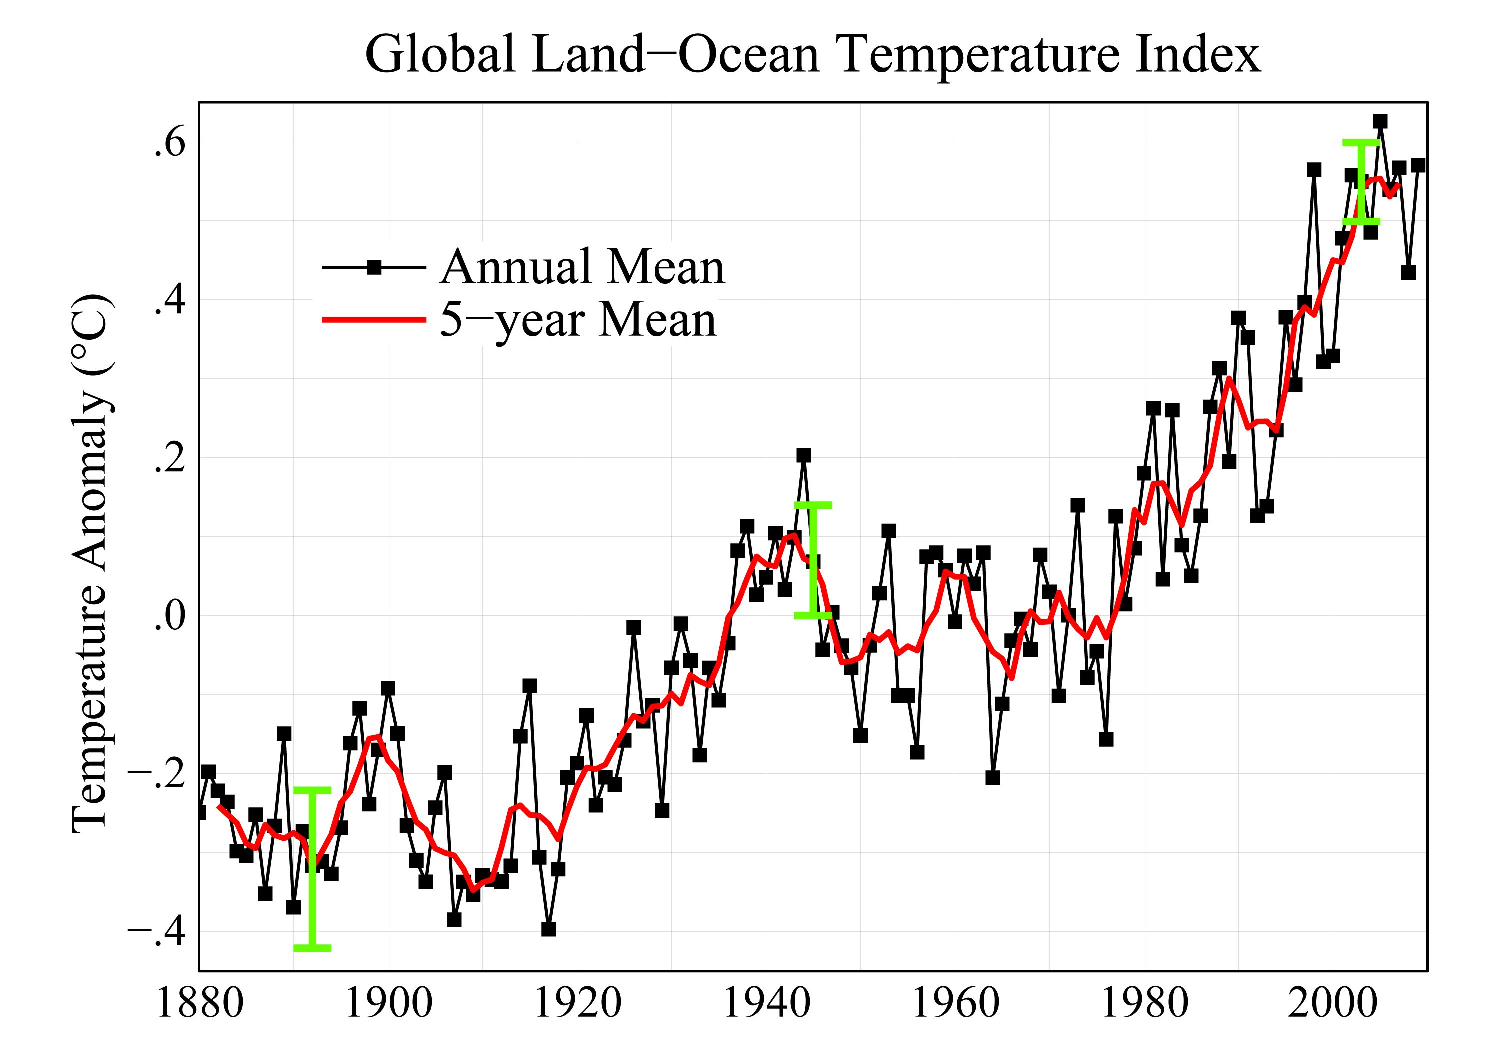 Global Land−Ocean Temperature Index
.6
.4
.2
.0
−.2
−.4
Temperature Anomaly (°C)
Annual Mean
5−year Mean
1880 1900 1920 1940 1960 1980 2000